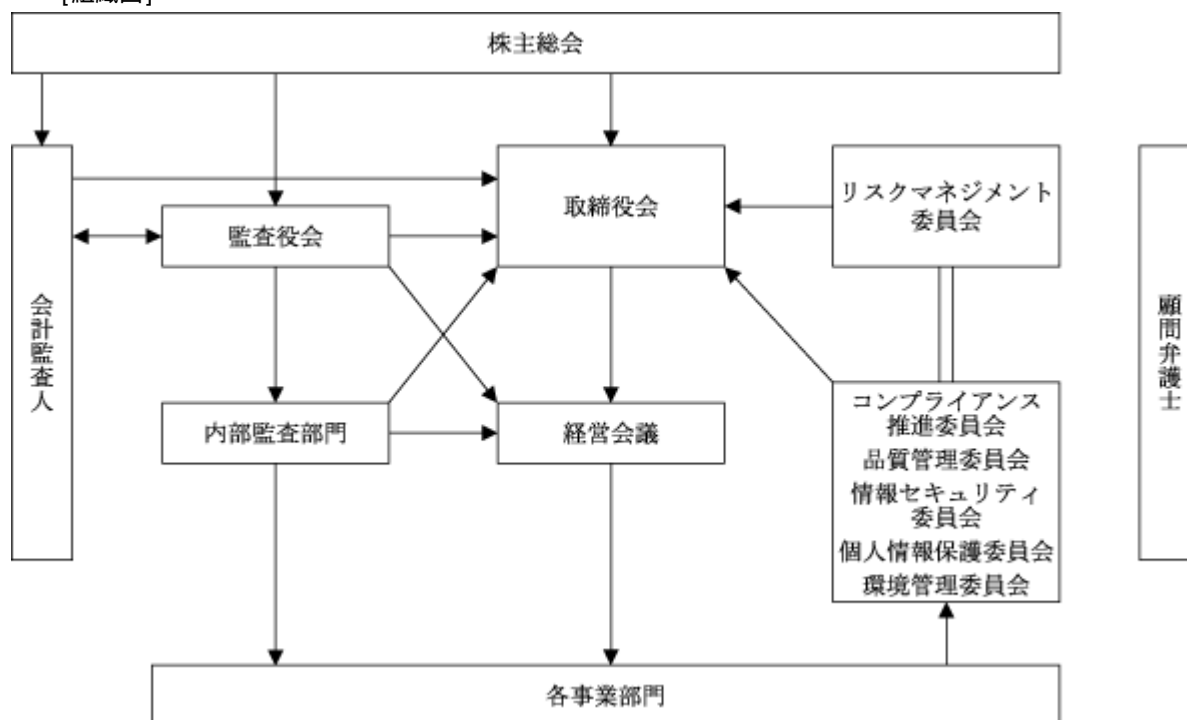 [組織図]
株主総会
取締役会
リスクマネジメント
委員会
監査役会
会計監査人
顧問弁護士
内部監査部門
経営会議
コンプライアンス
推進委員会
品質管理委員会
情報セキュリティ
委員会
個人情報保護委員会
環境管理委員会
各事業部門